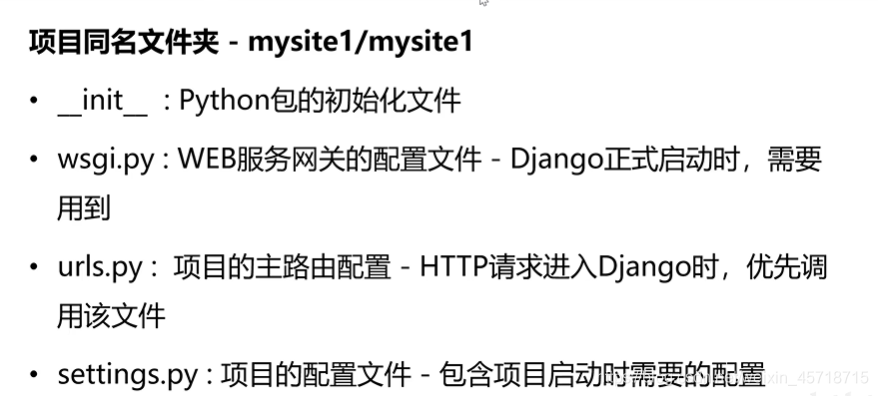 项目同名文件夹 - mysite1/mysite1
• __init__ : Python包的初始化文件
• wsgi.py : WEB服务网关的配置文件 - Django正式启动时，需要
用到
• urls.py : 项目的主路由配置 - HTTP请求进入Django时，优先调
用该文件
• settings.py : 项目的配置文件 - 包含项目启动时需要的配置
weixin_45718715